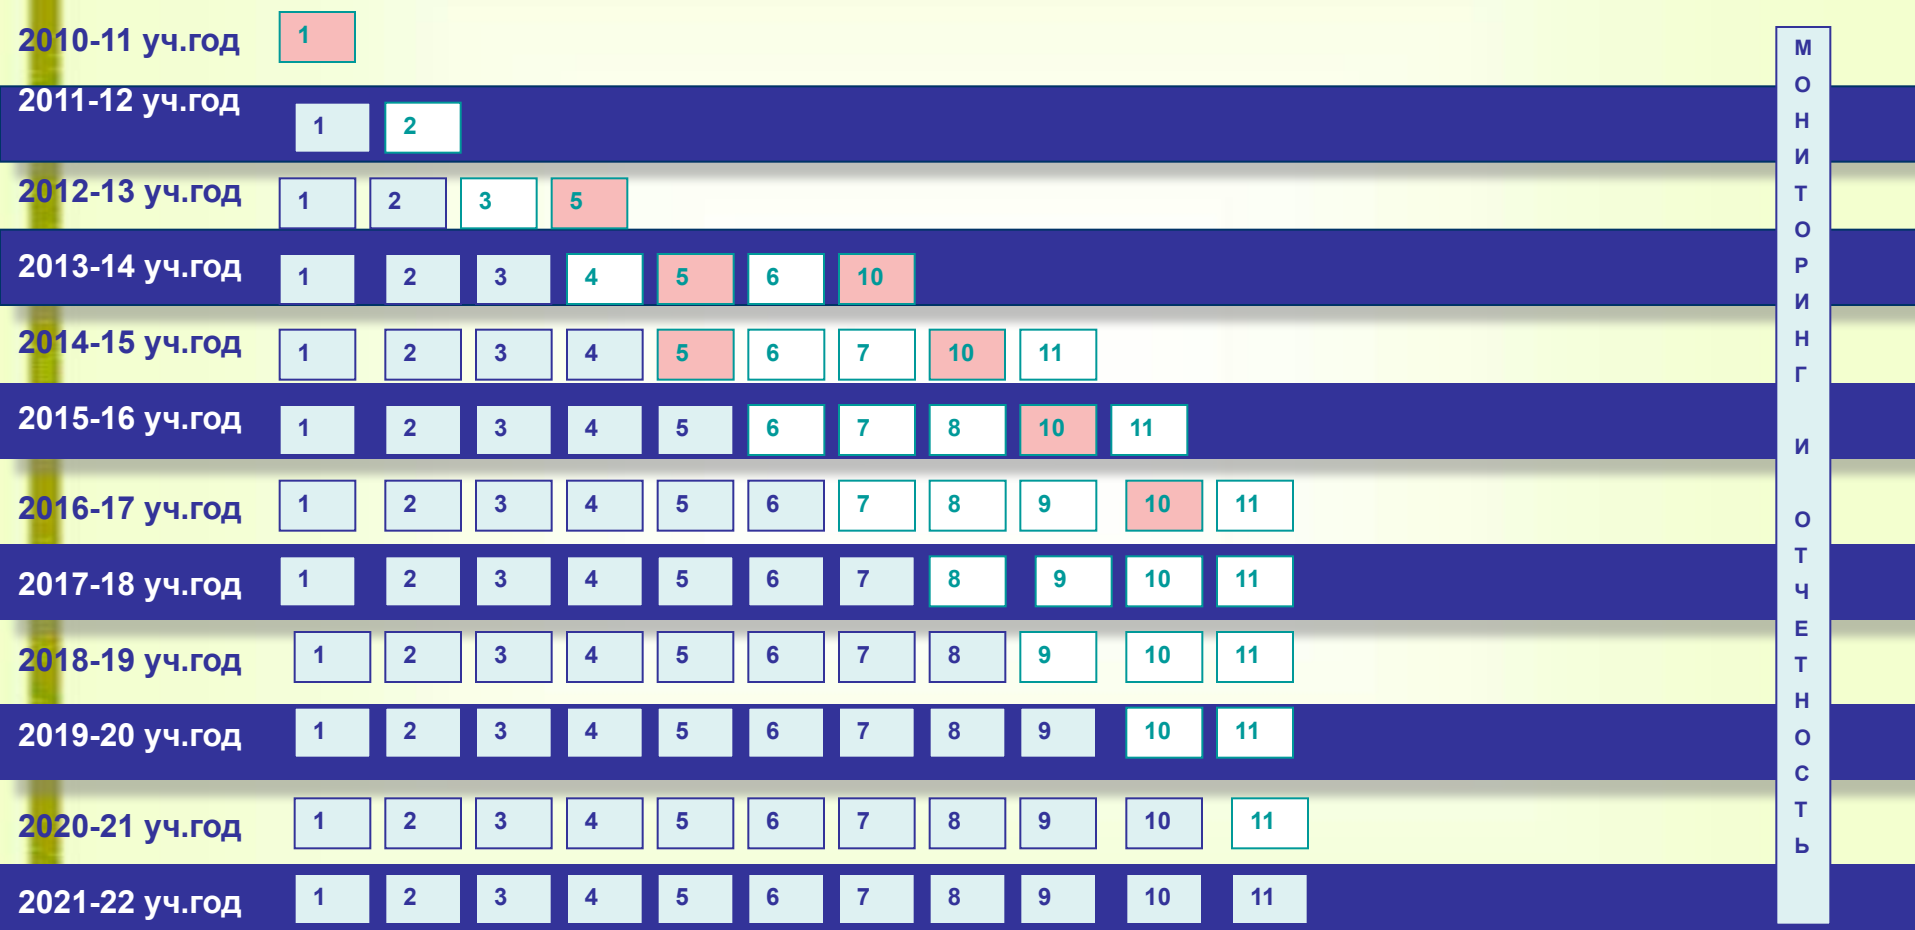 2010-11 уч.год 1
2011-12 уч.год 1 2
2012-13 уч.год 1 2 3 5
2013-14 уч.год 1 2 3 4 5 6 10
2014-15 уч.год 1 2 3 4 5 6 7 10 11
2015-16 уч.год 1 2 3 4 5 6 7 8 10 11
2016-17 уч.год 1 2 3 4 5 6 7 8 9 10 11
2017-18 уч.год 1 2 3 4 5 6 7 8 9 10 11
2018-19 уч.год 1 2 3 4 5 6 7 8 9 10 11
2019-20 уч.год 1 2 3 4 5 6 7 8 9 10 11
2020-21 уч.год 1 2 3 4 5 6 7 8 9 10 11
2021-22 уч.год 1 2 3 4 5 6 7 8 9 10 11
МОНИТОРИНГ И ОТЧЕТНОСТЬ